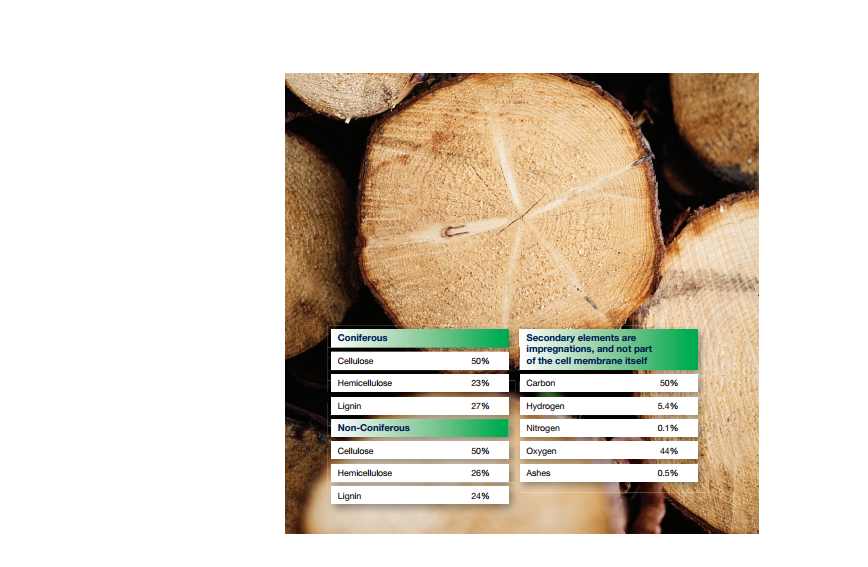 Coniferous
Cellulose 50%
Hemicellulose 23%
Lignin 27%
Non-Coniferous
Cellulose 50%
Hemicellulose 26%
Lignin 24%
Secondary elements are
impregnations, and not part
of the cell membrane itself
Carbon 50%
Hydrogen 5.4%
Nitrogen 0.1%
Oxygen 44%
Ashes 0.5%